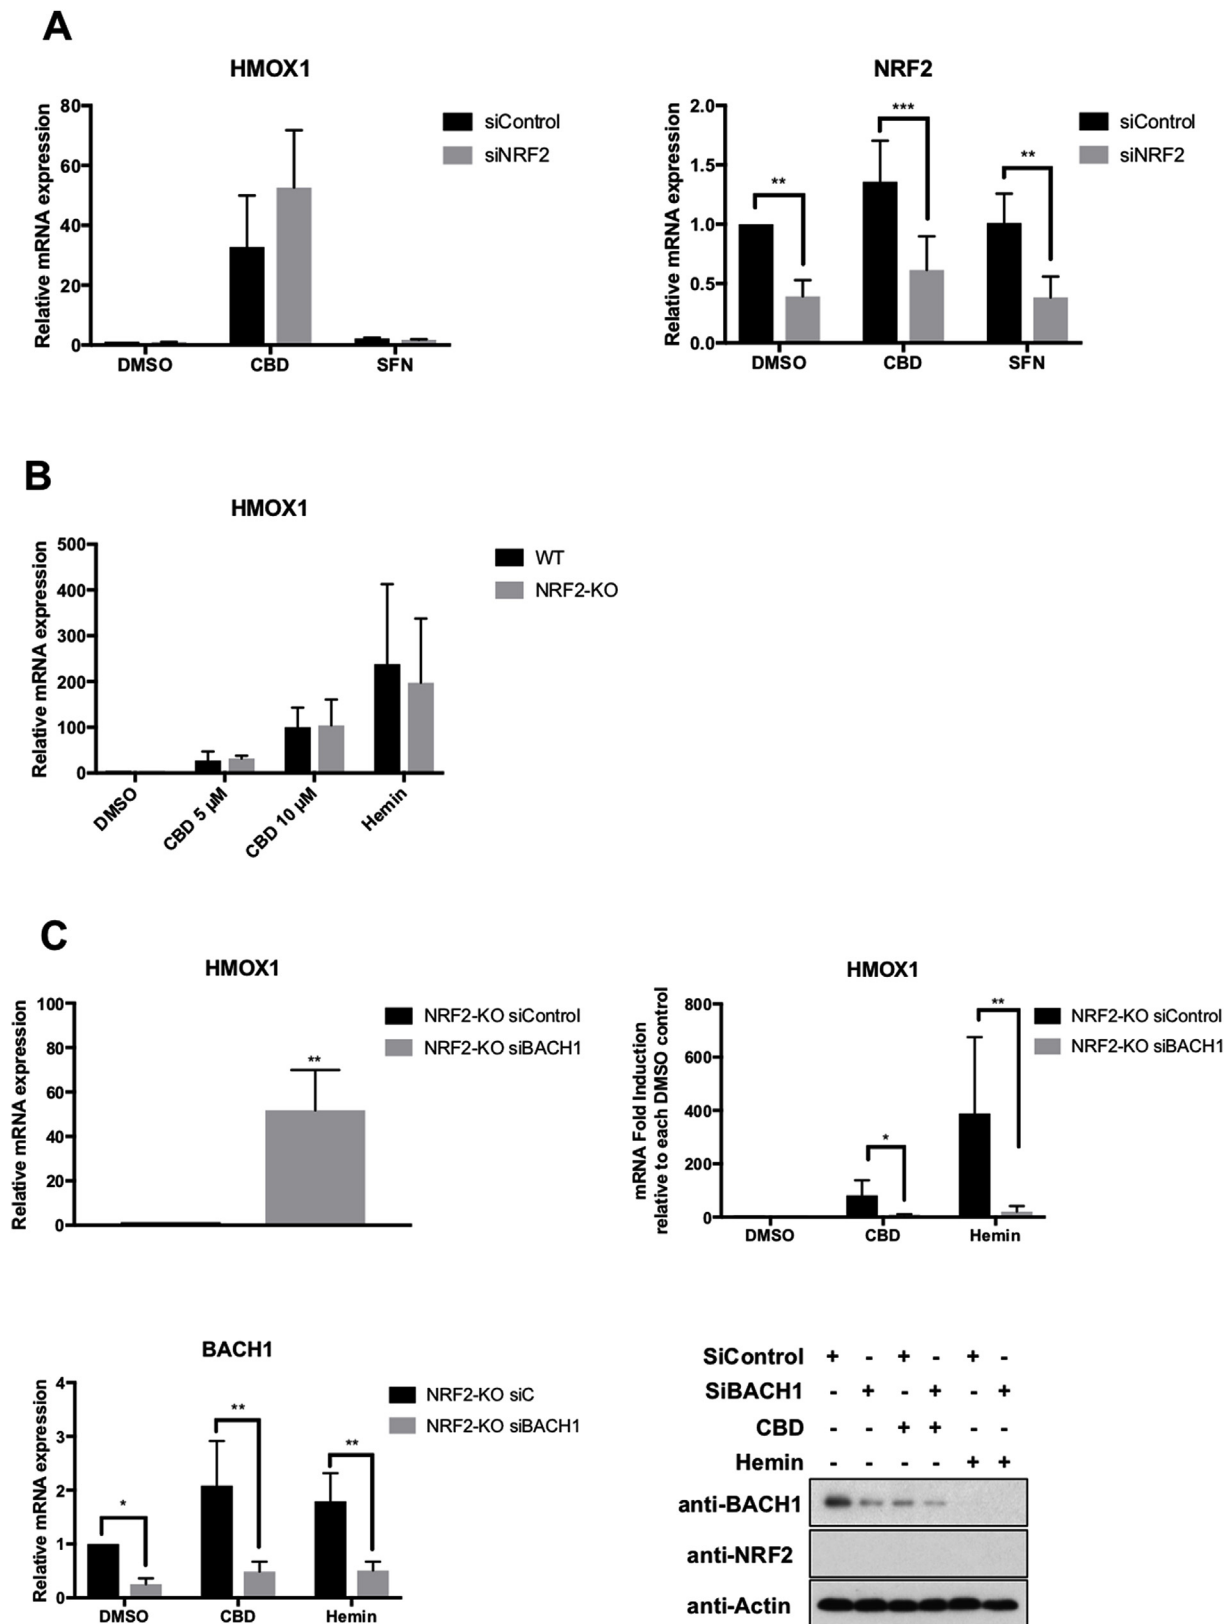 A
HMOX1
Relative mRNA expression
80
60
40
20
0
DMSO CBD SFN
siControl
siNRF2
NRF2
Relative mRNA expression
2.0
1.5
1.0
0.5
0.0
** *** **
DMSO CBD SFN
siControl
siNRF2
B
HMOX1
Relative mRNA expression
500
400
300
200
100
0
DMSO CBD 5 µM CBD 10 µM Hemin
WT
NRF2-KO
C
HMOX1
Relative mRNA expression
100
80
60
40
20
0
**
NRF2-KO siControl
NRF2-KO siBACH1
HMOX1
mRNA Fold Induction
relative to each DMSO control
800
600
400
200
0
* **
DMSO CBD Hemin
NRF2-KO siControl
NRF2-KO siBACH1
BACH1
Relative mRNA expression
4
3
2
1
0
* ** **
DMSO CBD Hemin
NRF2-KO siC
NRF2-KO siBACH1
SiControl + - + - + -
SiBACH1 - + - + - +
CBD - - + + - -
Hemin - - - - + +
anti-BACH1
anti-NRF2
anti-Actin